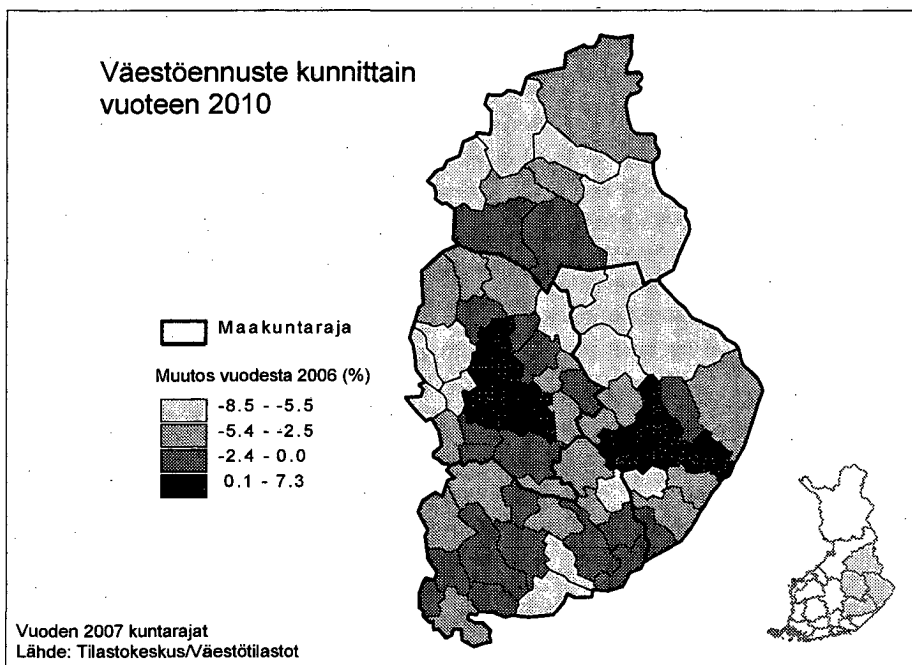 Väestöennuste kunnittain
vuoteen 2010
Maakuntaraja
Muutos vuodesta 2006 (%)
-8.5 - -5.5
-5.4 - -2.5
-2.4 - 0.0
0.1 - 7.3
Vuoden 2007 kuntarajat
Lähde: Tilastokeskus/Väestötilastot